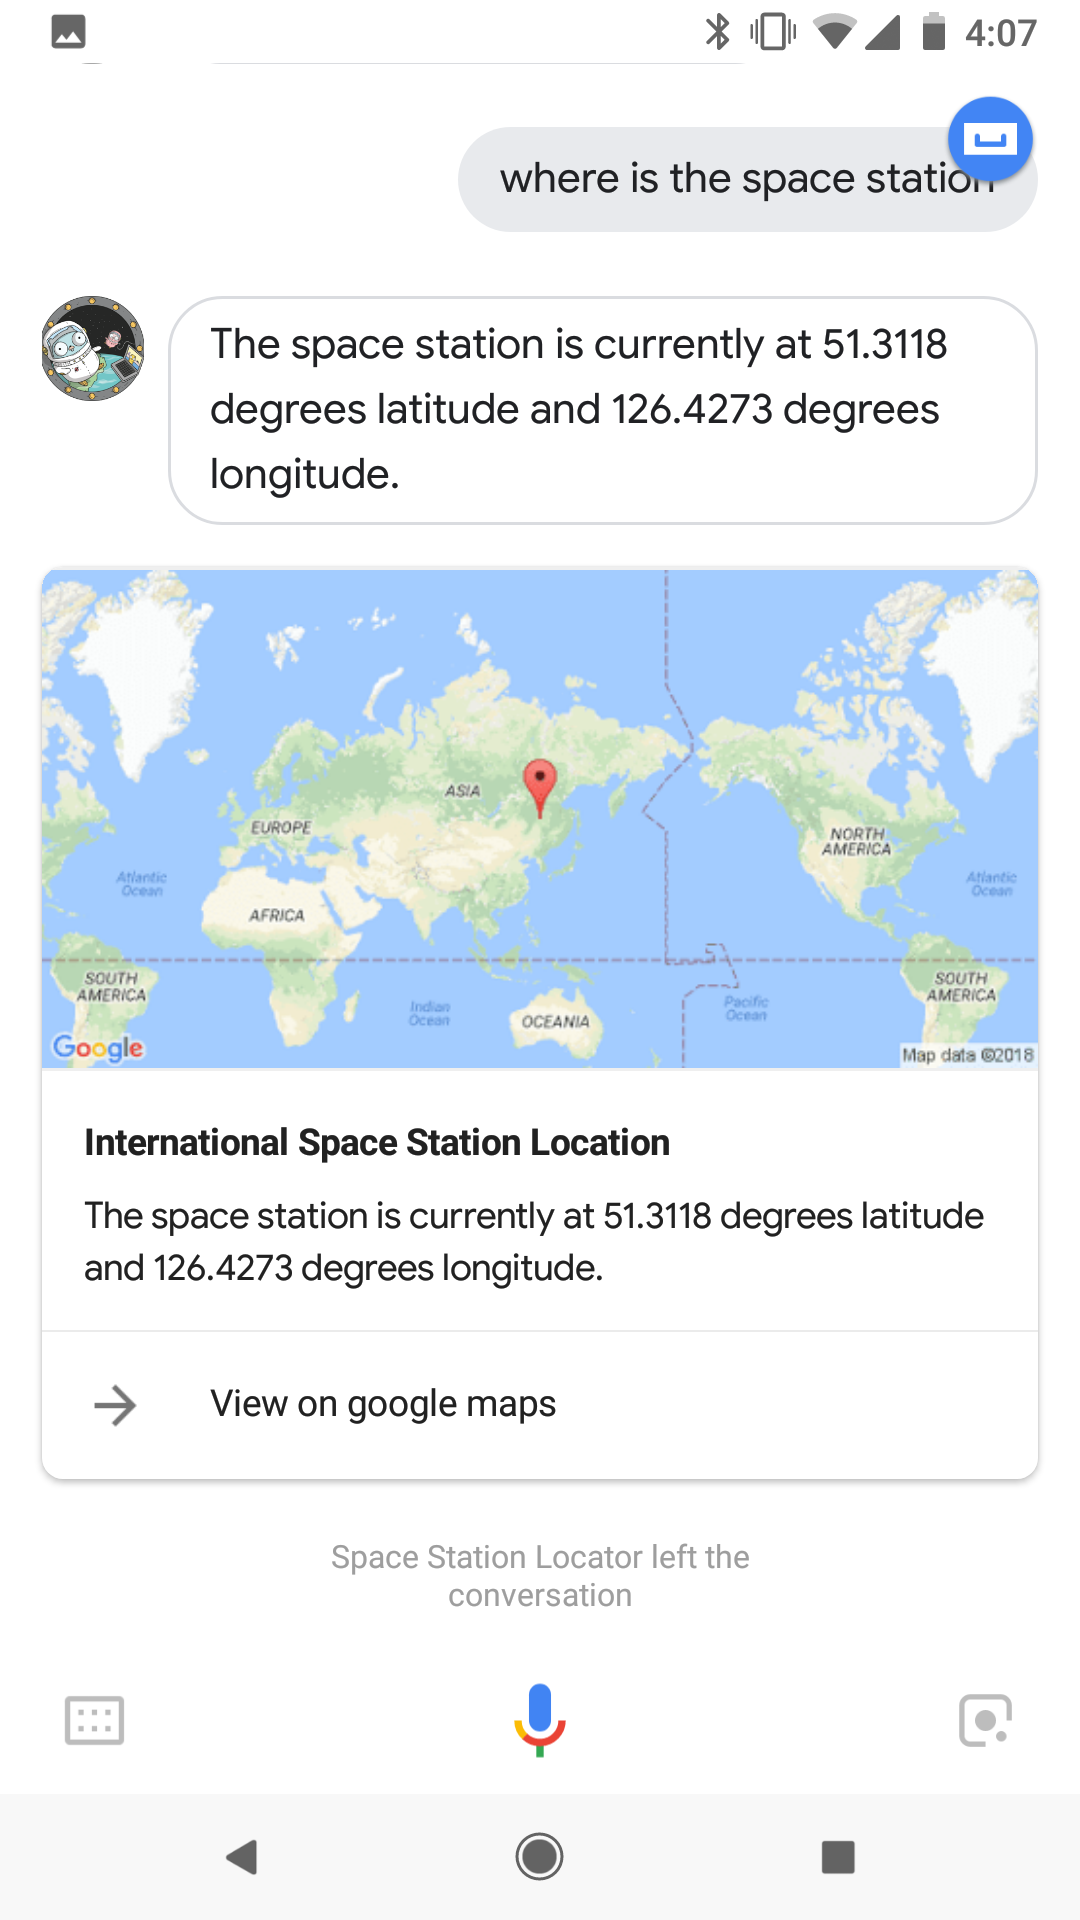 4:07
where is the space station
The space station is currently at 51.3118
degrees latitude and 126.4273 degrees
longitude.
ASIA
EUROPE
NORTH
AMERICA
Atlantic
Ocean
Atlantic
Ocean
AFRICA
SOUTH
AMERICA
SOUTH
AMERICA
Indian
Ocean
Pacific
Ocean
OCEANIA
Google
Map data ©2018
International Space Station Location
The space station is currently at 51.3118 degrees latitude
and 126.4273 degrees longitude.
View on google maps
Space Station Locator left the
conversation